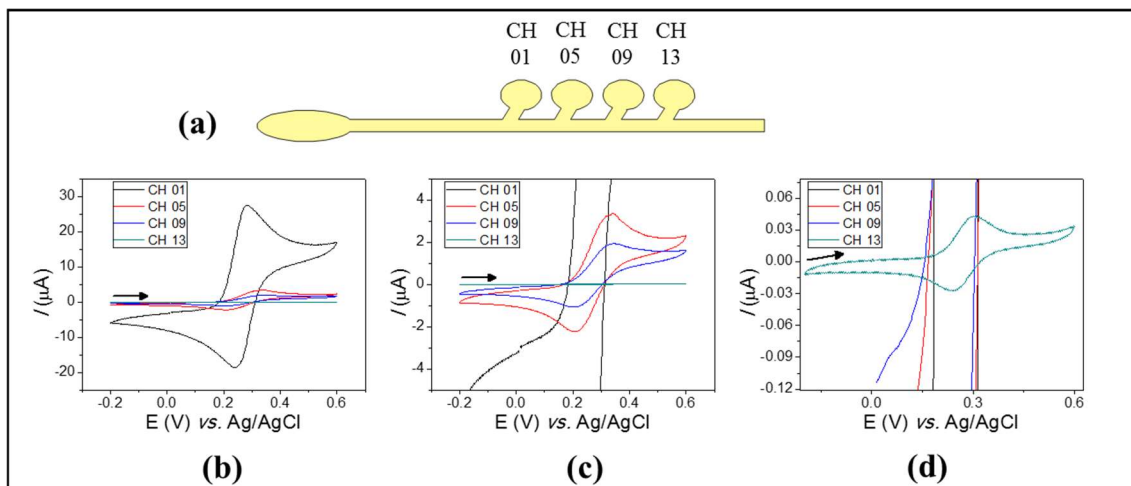 CH CH CH CH
01 05 09 13
(a)
CH 01
CH 05
CH 09
CH 13
30
20
10
0
-10
-20
I (µA)
-0.2 0.0 0.2 0.4 0.6
E (V) vs. Ag/AgCl
(b)
CH 01
CH 05
CH 09
CH 13
4
2
0
-2
-4
I (µA)
-0.2 0.0 0.2 0.4 0.6
E (V) vs. Ag/AgCl
(c)
CH 01
CH 05
CH 09
CH 13
0.06
0.03
0.00
-0.03
-0.06
-0.09
-0.12
I (µA)
0.0 0.3 0.6
E (V) vs. Ag/AgCl
(d)